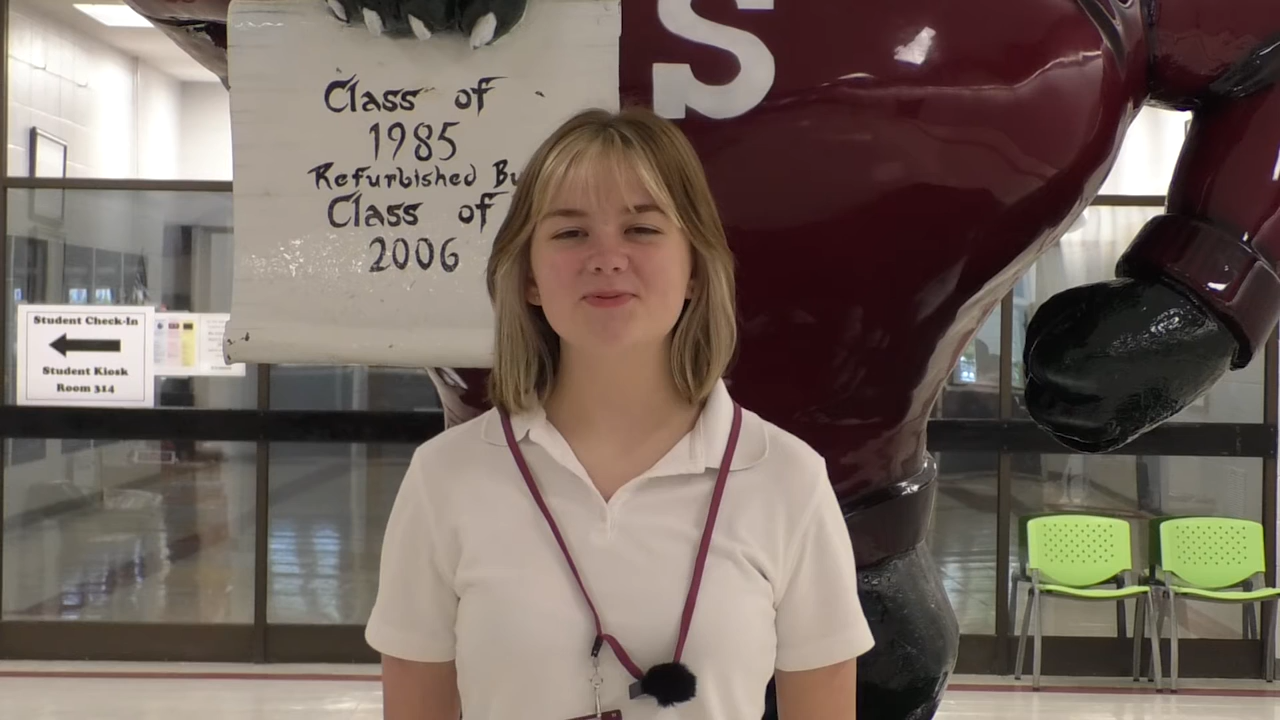 S
Class of
1985
Refurbished By
Class of
2006
Student Check-In
Student Kiosk
Room 314